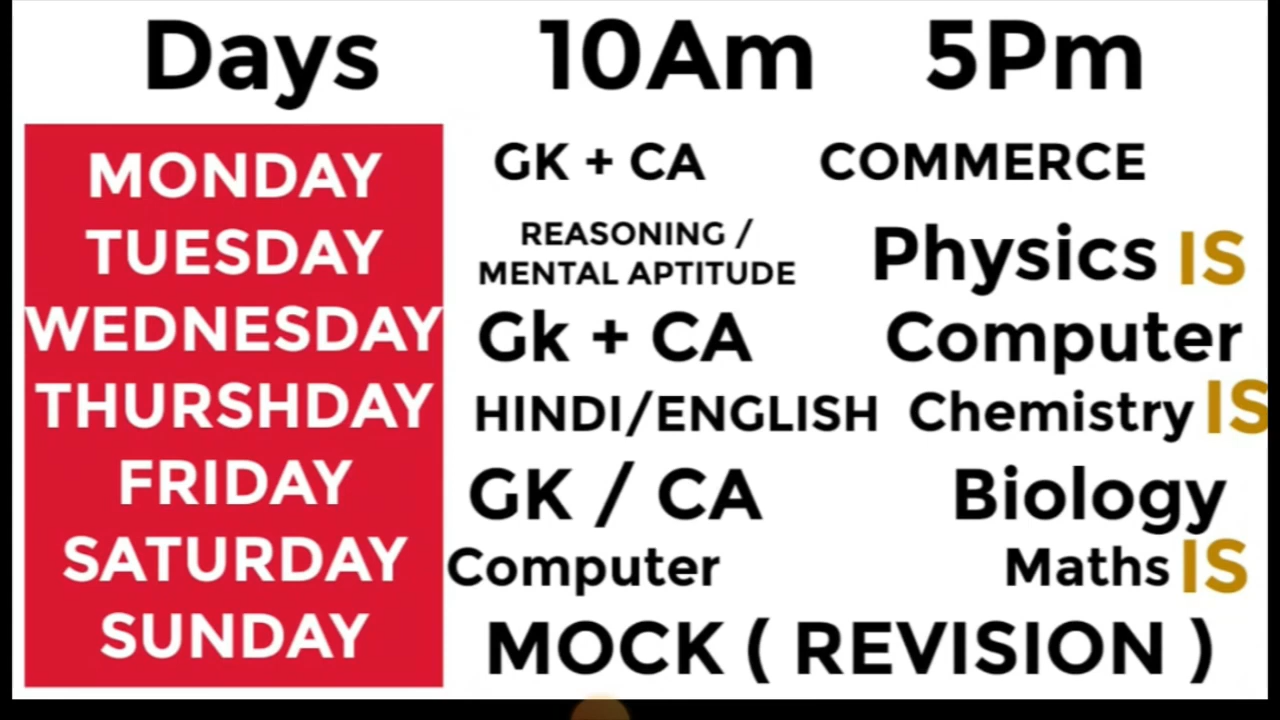 Days 10Am 5Pm
MONDAY GK + CA COMMERCE
TUESDAY REASONING / MENTAL APTITUDE Physics IS
WEDNESDAY Gk + CA Computer
THURSHDAY HINDI/ENGLISH Chemistry IS
FRIDAY GK / CA Biology
SATURDAY Computer Maths IS
SUNDAY MOCK ( REVISION )